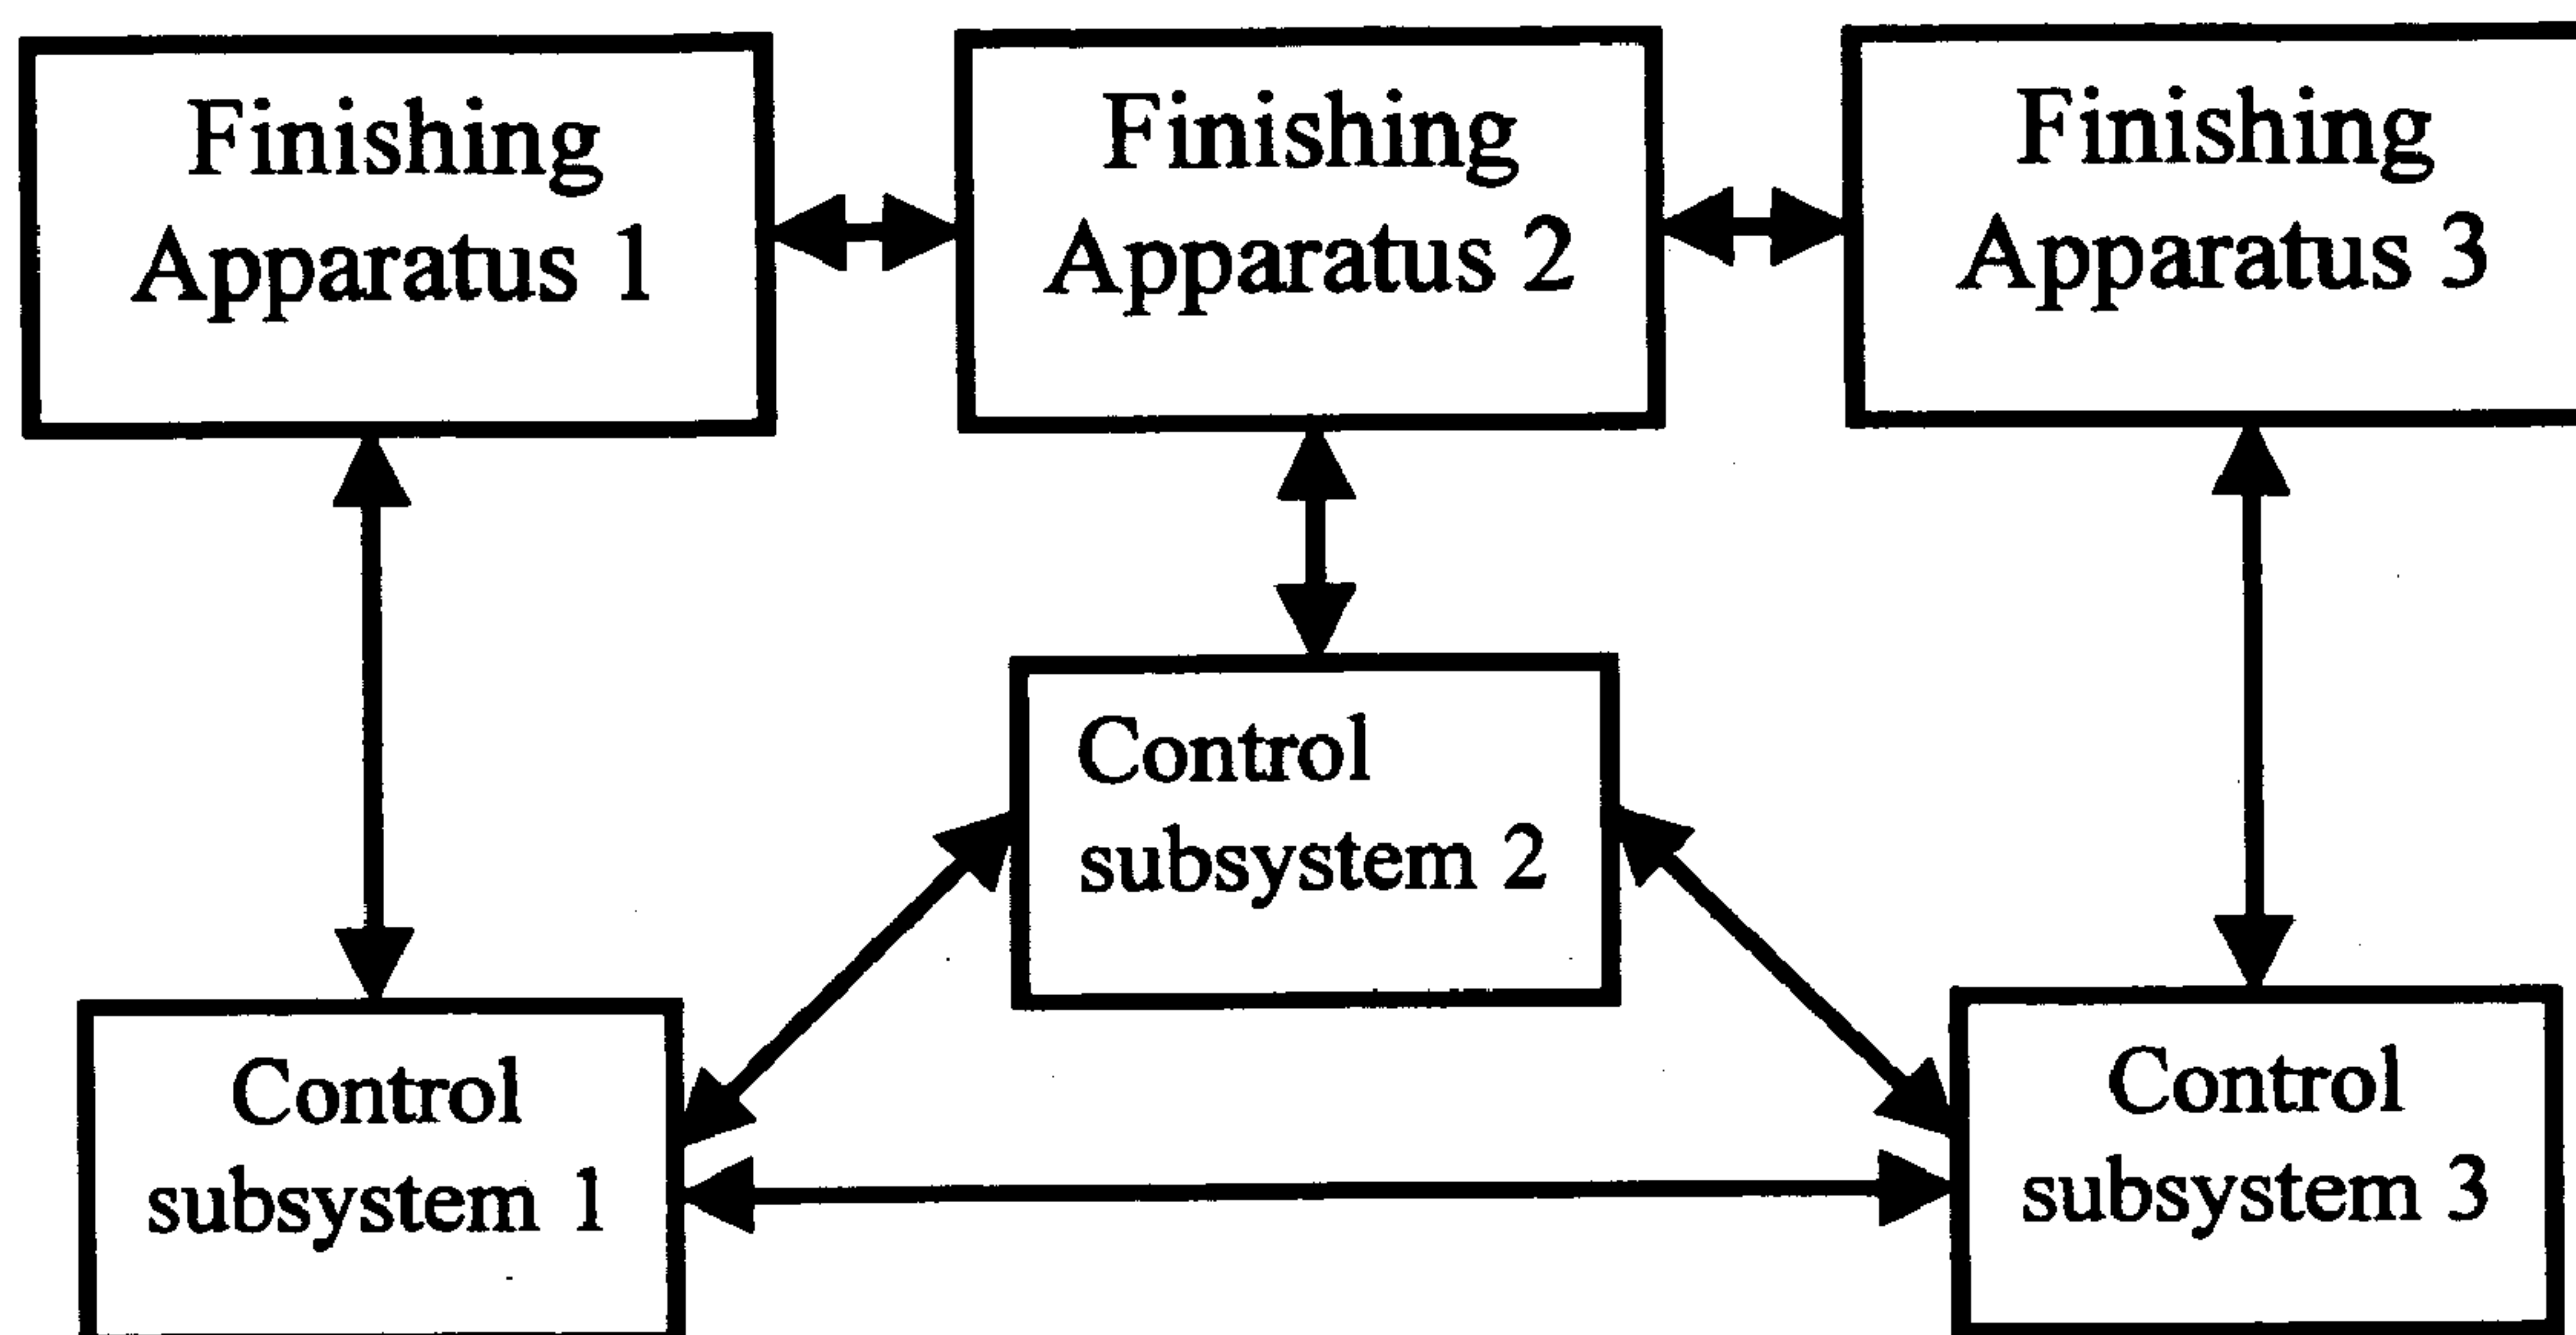 Finishing
Apparatus 1
Finishing
Apparatus 2
Finishing
Apparatus 3
Control
subsystem 2
Control
subsystem 1
Control
subsystem 3